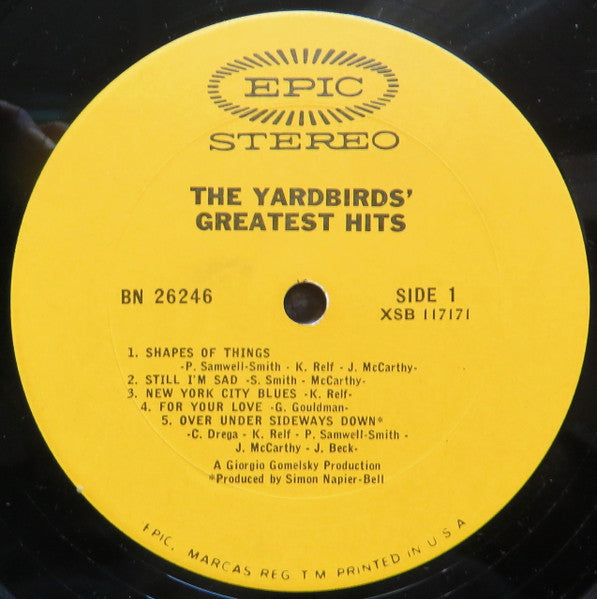 EPIC
STEREO
THE YARDBIRDS'
GREATEST HITS
BN 26246
SIDE 1
XSB 117171
1. SHAPES OF THINGS
-P. Samwell-Smith - K. Relf - J. McCarthy-
2. STILL I'M SAD -S. Smith - McCarthy-
3. NEW YORK CITY BLUES -K. Relf-
4. FOR YOUR LOVE -G. Gouldman-
5. OVER UNDER SIDEWAYS DOWN*
-C. Drega - K. Relf - P. Samwell-Smith -
J. McCarthy - J. Beck-
A Giorgio Gomelsky Production
*Produced by Simon Napier-Bell
EPIC, MARCAS REG T M PRINTED IN U S A